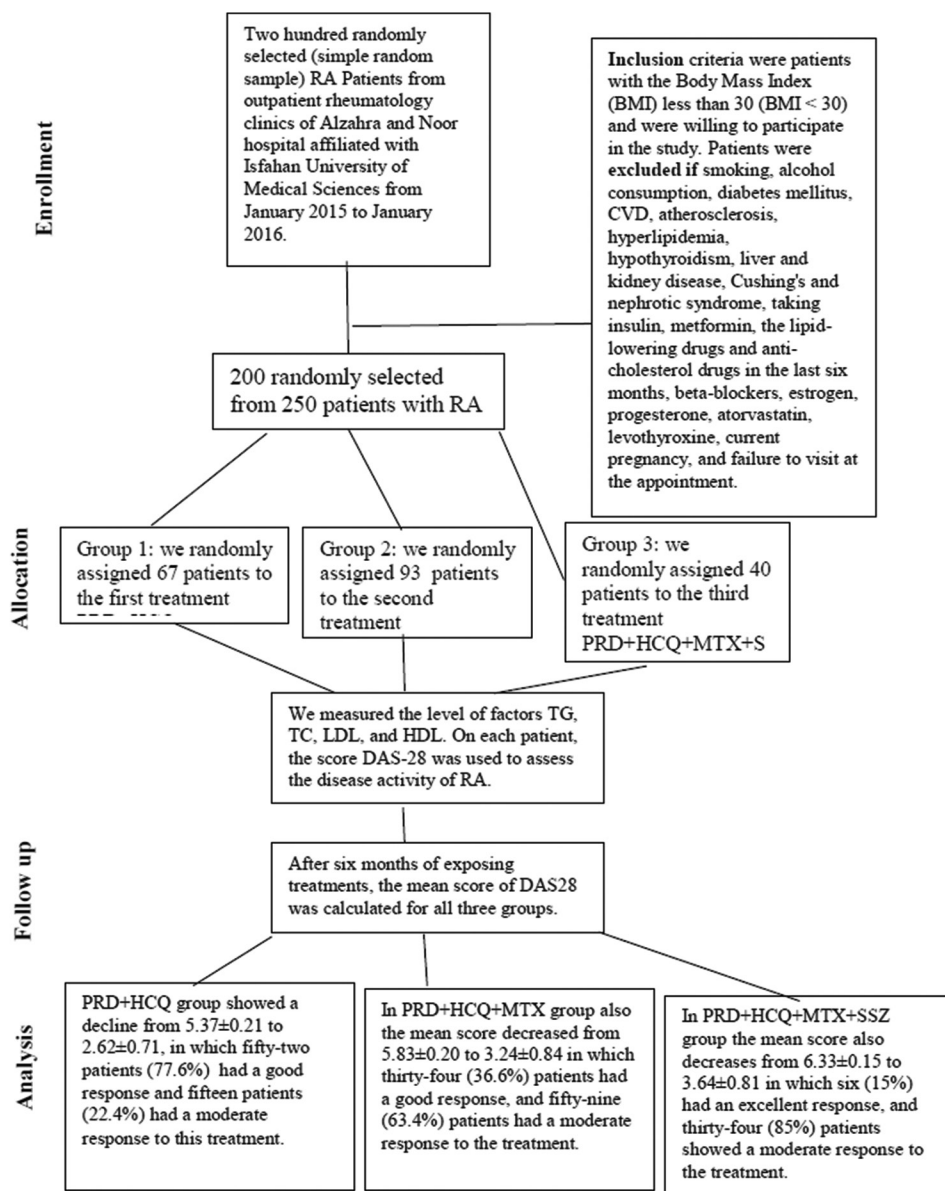 Enrollment
Two hundred randomly
selected (simple random
sample) RA Patients from
outpatient rheumatology
clinics of Alzahra and Noor
hospital affiliated with
Isfahan University of
Medical Sciences from
January 2015 to January
2016.
Inclusion criteria were patients
with the Body Mass Index
(BMI) less than 30 (BMI < 30)
and were willing to participate
in the study. Patients were
excluded if smoking, alcohol
consumption, diabetes mellitus,
CVD, atherosclerosis,
hyperlipidemia,
hypothyroidism, liver and
kidney disease, Cushing's and
nephrotic syndrome, taking
insulin, metformin, the lipid-
lowering drugs and anti-
cholesterol drugs in the last six
months, beta-blockers, estrogen,
progesterone, atorvastatin,
levothyroxine, current
pregnancy, and failure to visit at
the appointment.
200 randomly selected
from 250 patients with RA
Allocation
Group 1: we randomly
assigned 67 patients to
the first treatment
Group 2: we randomly
assigned 93 patients
to the second
treatment
Group 3: we
randomly assigned 40
patients to the third
treatment
PRD+HCQ+MTX+S
We measured the level of factors TG,
TC, LDL, and HDL. On each patient,
the score DAS-28 was used to assess
the disease activity of RA.
Follow up
After six months of exposing
treatments, the mean score of DAS28
was calculated for all three groups.
Analysis
PRD+HCQ group showed a
decline from 5.37±0.21 to
2.62±0.71, in which fifty-two
patients (77.6%) had a good
response and fifteen patients
(22.4%) had a moderate
response to this treatment.
In PRD+HCQ+MTX group also
the mean score decreased from
5.83±0.20 to 3.24±0.84 in which
thirty-four (36.6%) patients had
a good response, and fifty-nine
(63.4%) patients had a moderate
response to the treatment.
In PRD+HCQ+MTX+SSZ
group the mean score also
decreases from 6.33±0.15 to
3.64±0.81 in which six (15%)
had an excellent response, and
thirty-four (85%) patients
showed a moderate response to
the treatment.